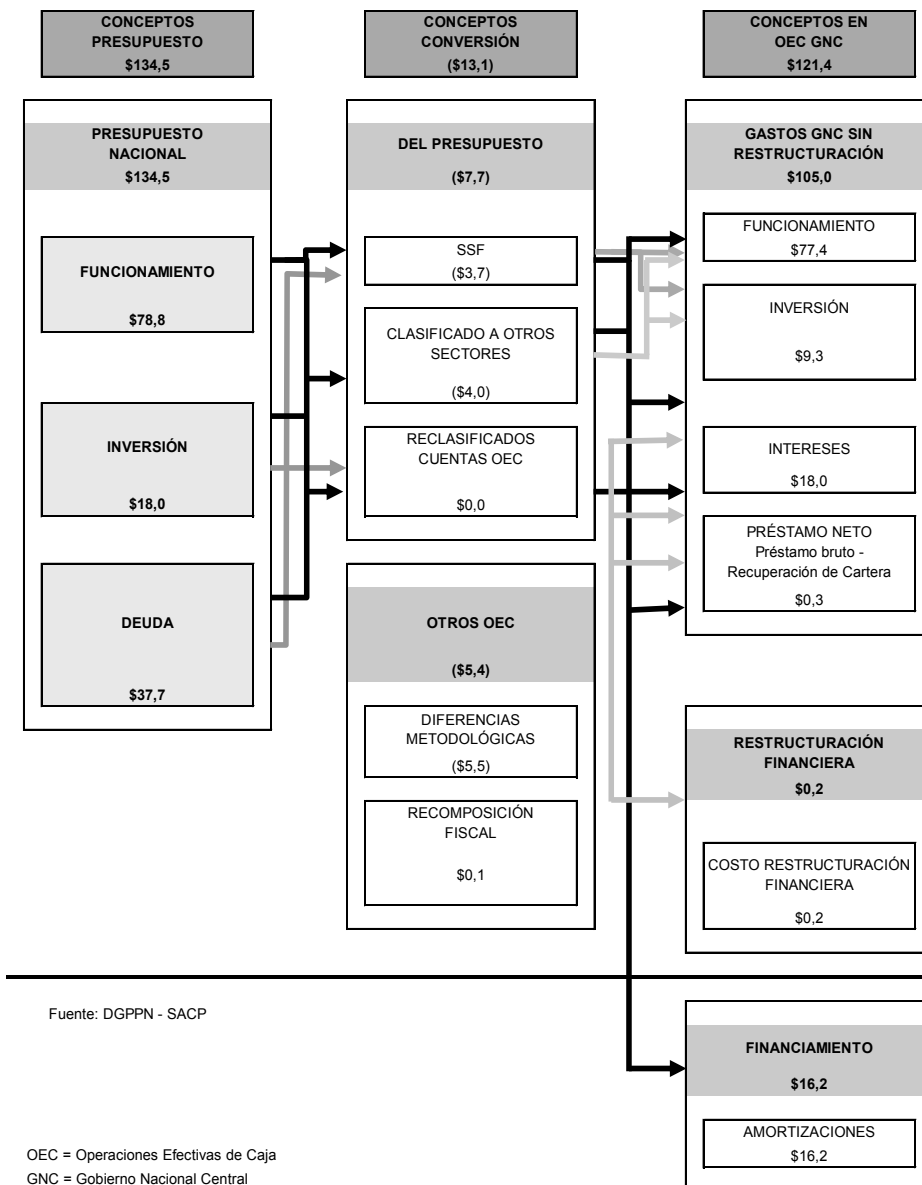 CONCEPTOS
PRESUPUESTO
$134,5
CONCEPTOS
CONVERSIÓN
($13,1)
CONCEPTOS EN
OEC GNC
$121,4
PRESUPUESTO
NACIONAL
$134,5
FUNCIONAMIENTO
$78,8
INVERSIÓN
$18,0
DEUDA
$37,7
DEL PRESUPUESTO
($7,7)
SSF
($3,7)
CLASIFICADO A OTROS
SECTORES
($4,0)
RECLASIFICADOS
CUENTAS OEC
$0,0
OTROS OEC
($5,4)
DIFERENCIAS
METODOLÓGICAS
($5,5)
RECOMPOSICIÓN
FISCAL
$0,1
GASTOS GNC SIN
RESTRUCTURACIÓN
$105,0
FUNCIONAMIENTO
$77,4
INVERSIÓN
$9,3
INTERESES
$18,0
PRÉSTAMO NETO
Préstamo bruto -
Recuperación de Cartera
$0,3
RESTRUCTURACIÓN
FINANCIERA
$0,2
COSTO RESTRUCTURACIÓN
FINANCIERA
$0,2
Fuente: DGPPN - SACP
FINANCIAMIENTO
$16,2
AMORTIZACIONES
$16,2
OEC = Operaciones Efectivas de Caja
GNC = Gobierno Nacional Central